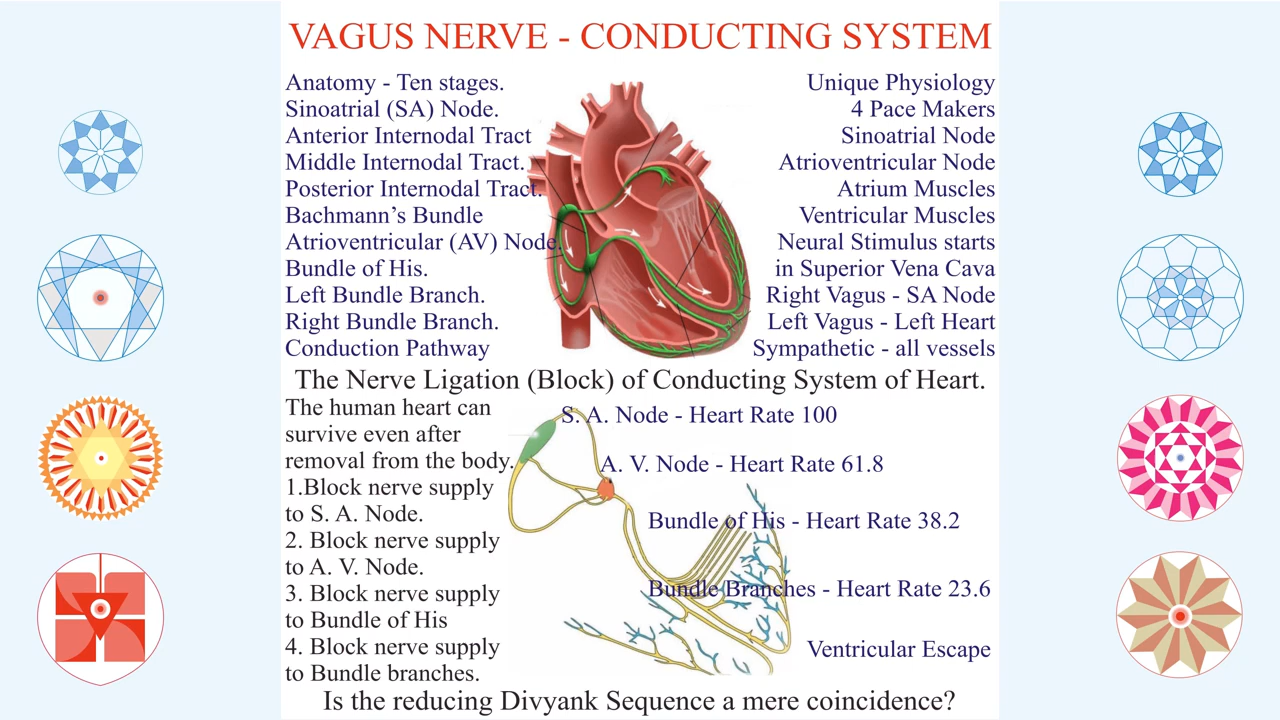 VAGUS NERVE - CONDUCTING SYSTEM
Anatomy - Ten stages.
Sinoatrial (SA) Node.
Anterior Internodal Tract
Middle Internodal Tract.
Posterior Internodal Tract.
Bachmann’s Bundle
Atrioventricular (AV) Node.
Bundle of His.
Left Bundle Branch.
Right Bundle Branch.
Conduction Pathway
Unique Physiology
4 Pace Makers
Sinoatrial Node
Atrioventricular Node
Atrium Muscles
Ventricular Muscles
Neural Stimulus starts
in Superior Vena Cava
Right Vagus - SA Node
Left Vagus - Left Heart
Sympathetic - all vessels
The Nerve Ligation (Block) of Conducting System of Heart.
The human heart can
survive even after
removal from the body.
1.Block nerve supply
to S. A. Node.
2. Block nerve supply
to A. V. Node.
3. Block nerve supply
to Bundle of His
4. Block nerve supply
to Bundle branches.
S. A. Node - Heart Rate 100
A. V. Node - Heart Rate 61.8
Bundle of His - Heart Rate 38.2
Bundle Branches - Heart Rate 23.6
Ventricular Escape
Is the reducing Divyank Sequence a mere coincidence?